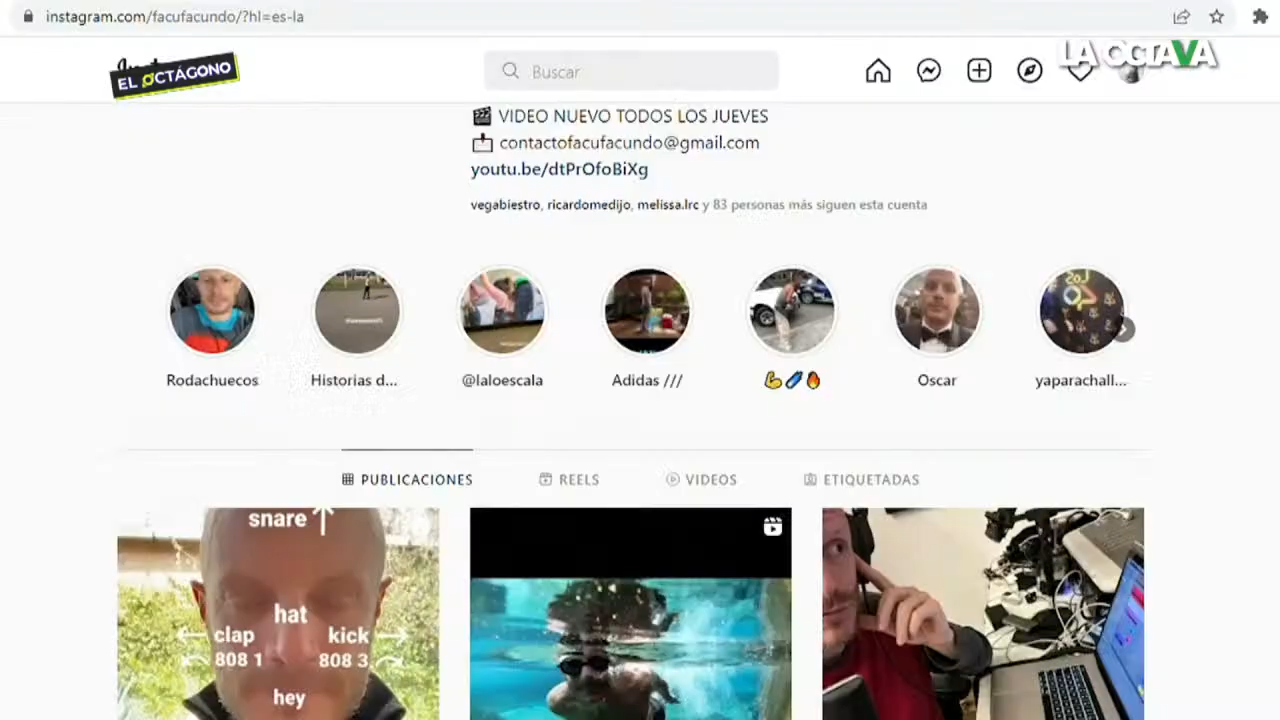 instagram.com/facufacundo/?hl=es-la
EL OCTÁGONO
Buscar
LA OCTAVA
VIDEO NUEVO TODOS LOS JUEVES
contactofacufacundo@gmail.com
youtu.be/dtPrOfoBiXg
vegabiestro, ricardomedijo, melissa.lrc y 83 personas más siguen esta cuenta
Rodachuecos
Historias d...
@laloescala
Adidas ///
Oscar
yaparachall...
PUBLICACIONES
REELS
VIDEOS
ETIQUETADAS
snare
hat
clap
kick
808 1
808 3
hey